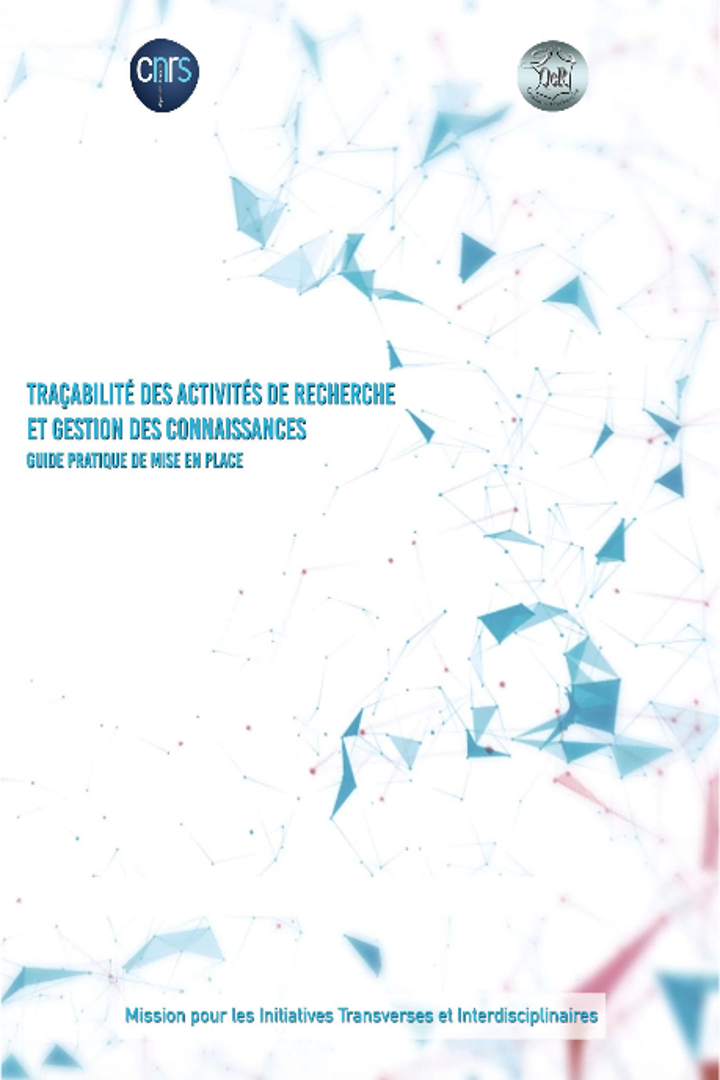 cnrs
QeR
TRAÇABILITÉ DES ACTIVITÉS DE RECHERCHE
ET GESTION DES CONNAISSANCES
GUIDE PRATIQUE DE MISE EN PLACE
Mission pour les Initiatives Transverses et Interdisciplinaires